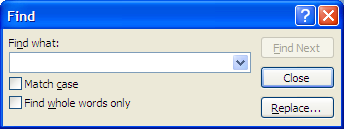 Find
Find what:
Find Next
Match case
Close
Find whole words only
Replace...